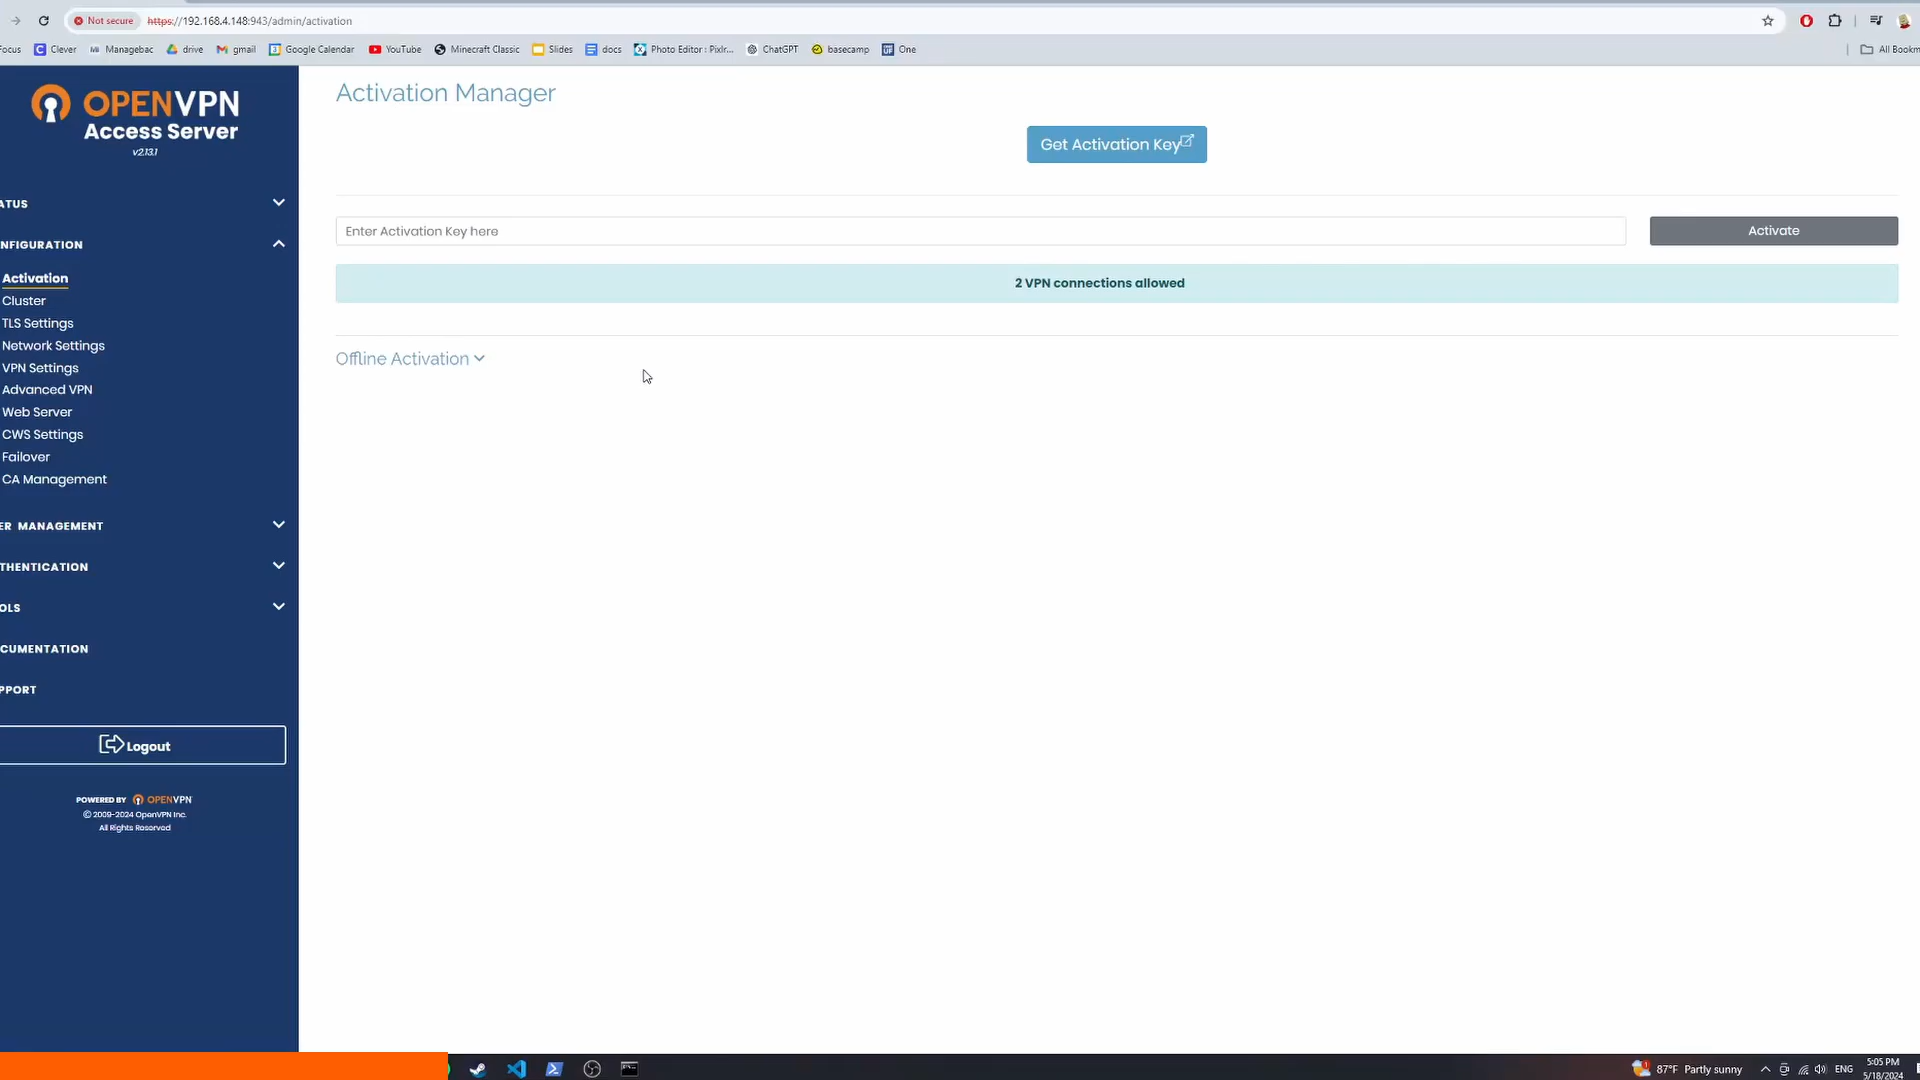 Not secure https://192.168.4.148:943/admin/activation
ocus Clever Managebac drive gmail Google Calendar YouTube Minecraft Classic Slides docs Photo Editor : Pixlr... ChatGPT basecamp One All Bookm
OPENVPN
Access Server
v2.13.1
ATUS
NFIGURATION
Activation
Cluster
TLS Settings
Network Settings
VPN Settings
Advanced VPN
Web Server
CWS Settings
Failover
CA Management
ER MANAGEMENT
THENTICATION
OLS
CUMENTATION
PPORT
Logout
POWERED BY OPENVPN
© 2009-2024 OpenVPN Inc.
All Rights Reserved
Activation Manager
Get Activation Key
Enter Activation Key here
Activate
2 VPN connections allowed
Offline Activation
87°F Partly sunny
ENG
5:05 PM
5/18/2024